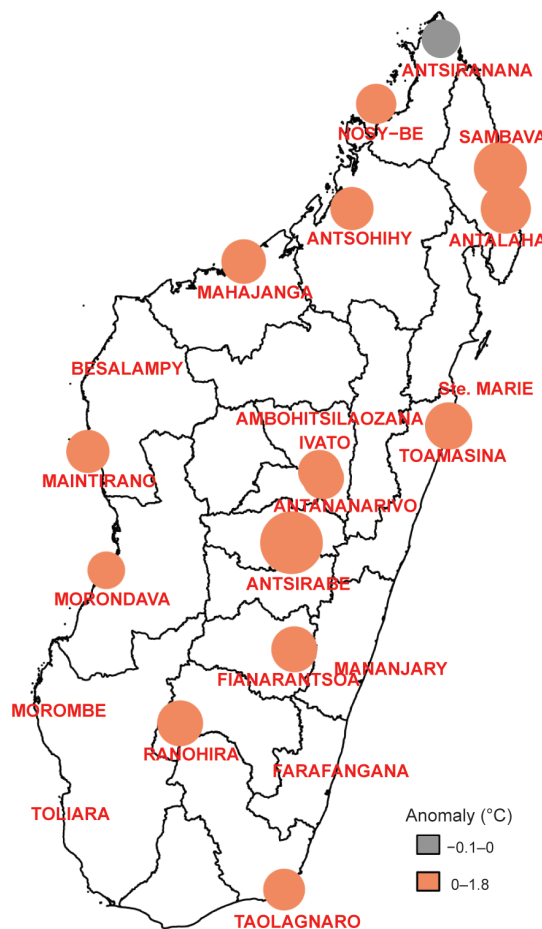 ANTSIRANANA
NOSY−BE
SAMBAVA
ANTSOHIHY
ANTALAHA
MAHAJANGA
BESALAMPY
Ste. MARIE
AMBOHITSILAOZANA
IVATO
TOAMASINA
MAINTIRANO
ANTANANARIVO
ANTSIRABE
MORONDAVA
MANANJARY
FIANARANTSOA
MOROMBE
RANOHIRA
FARAFANGANA
TOLIARA
Anomaly (°C)
−0.1–0
0–1.8
TAOLAGNARO